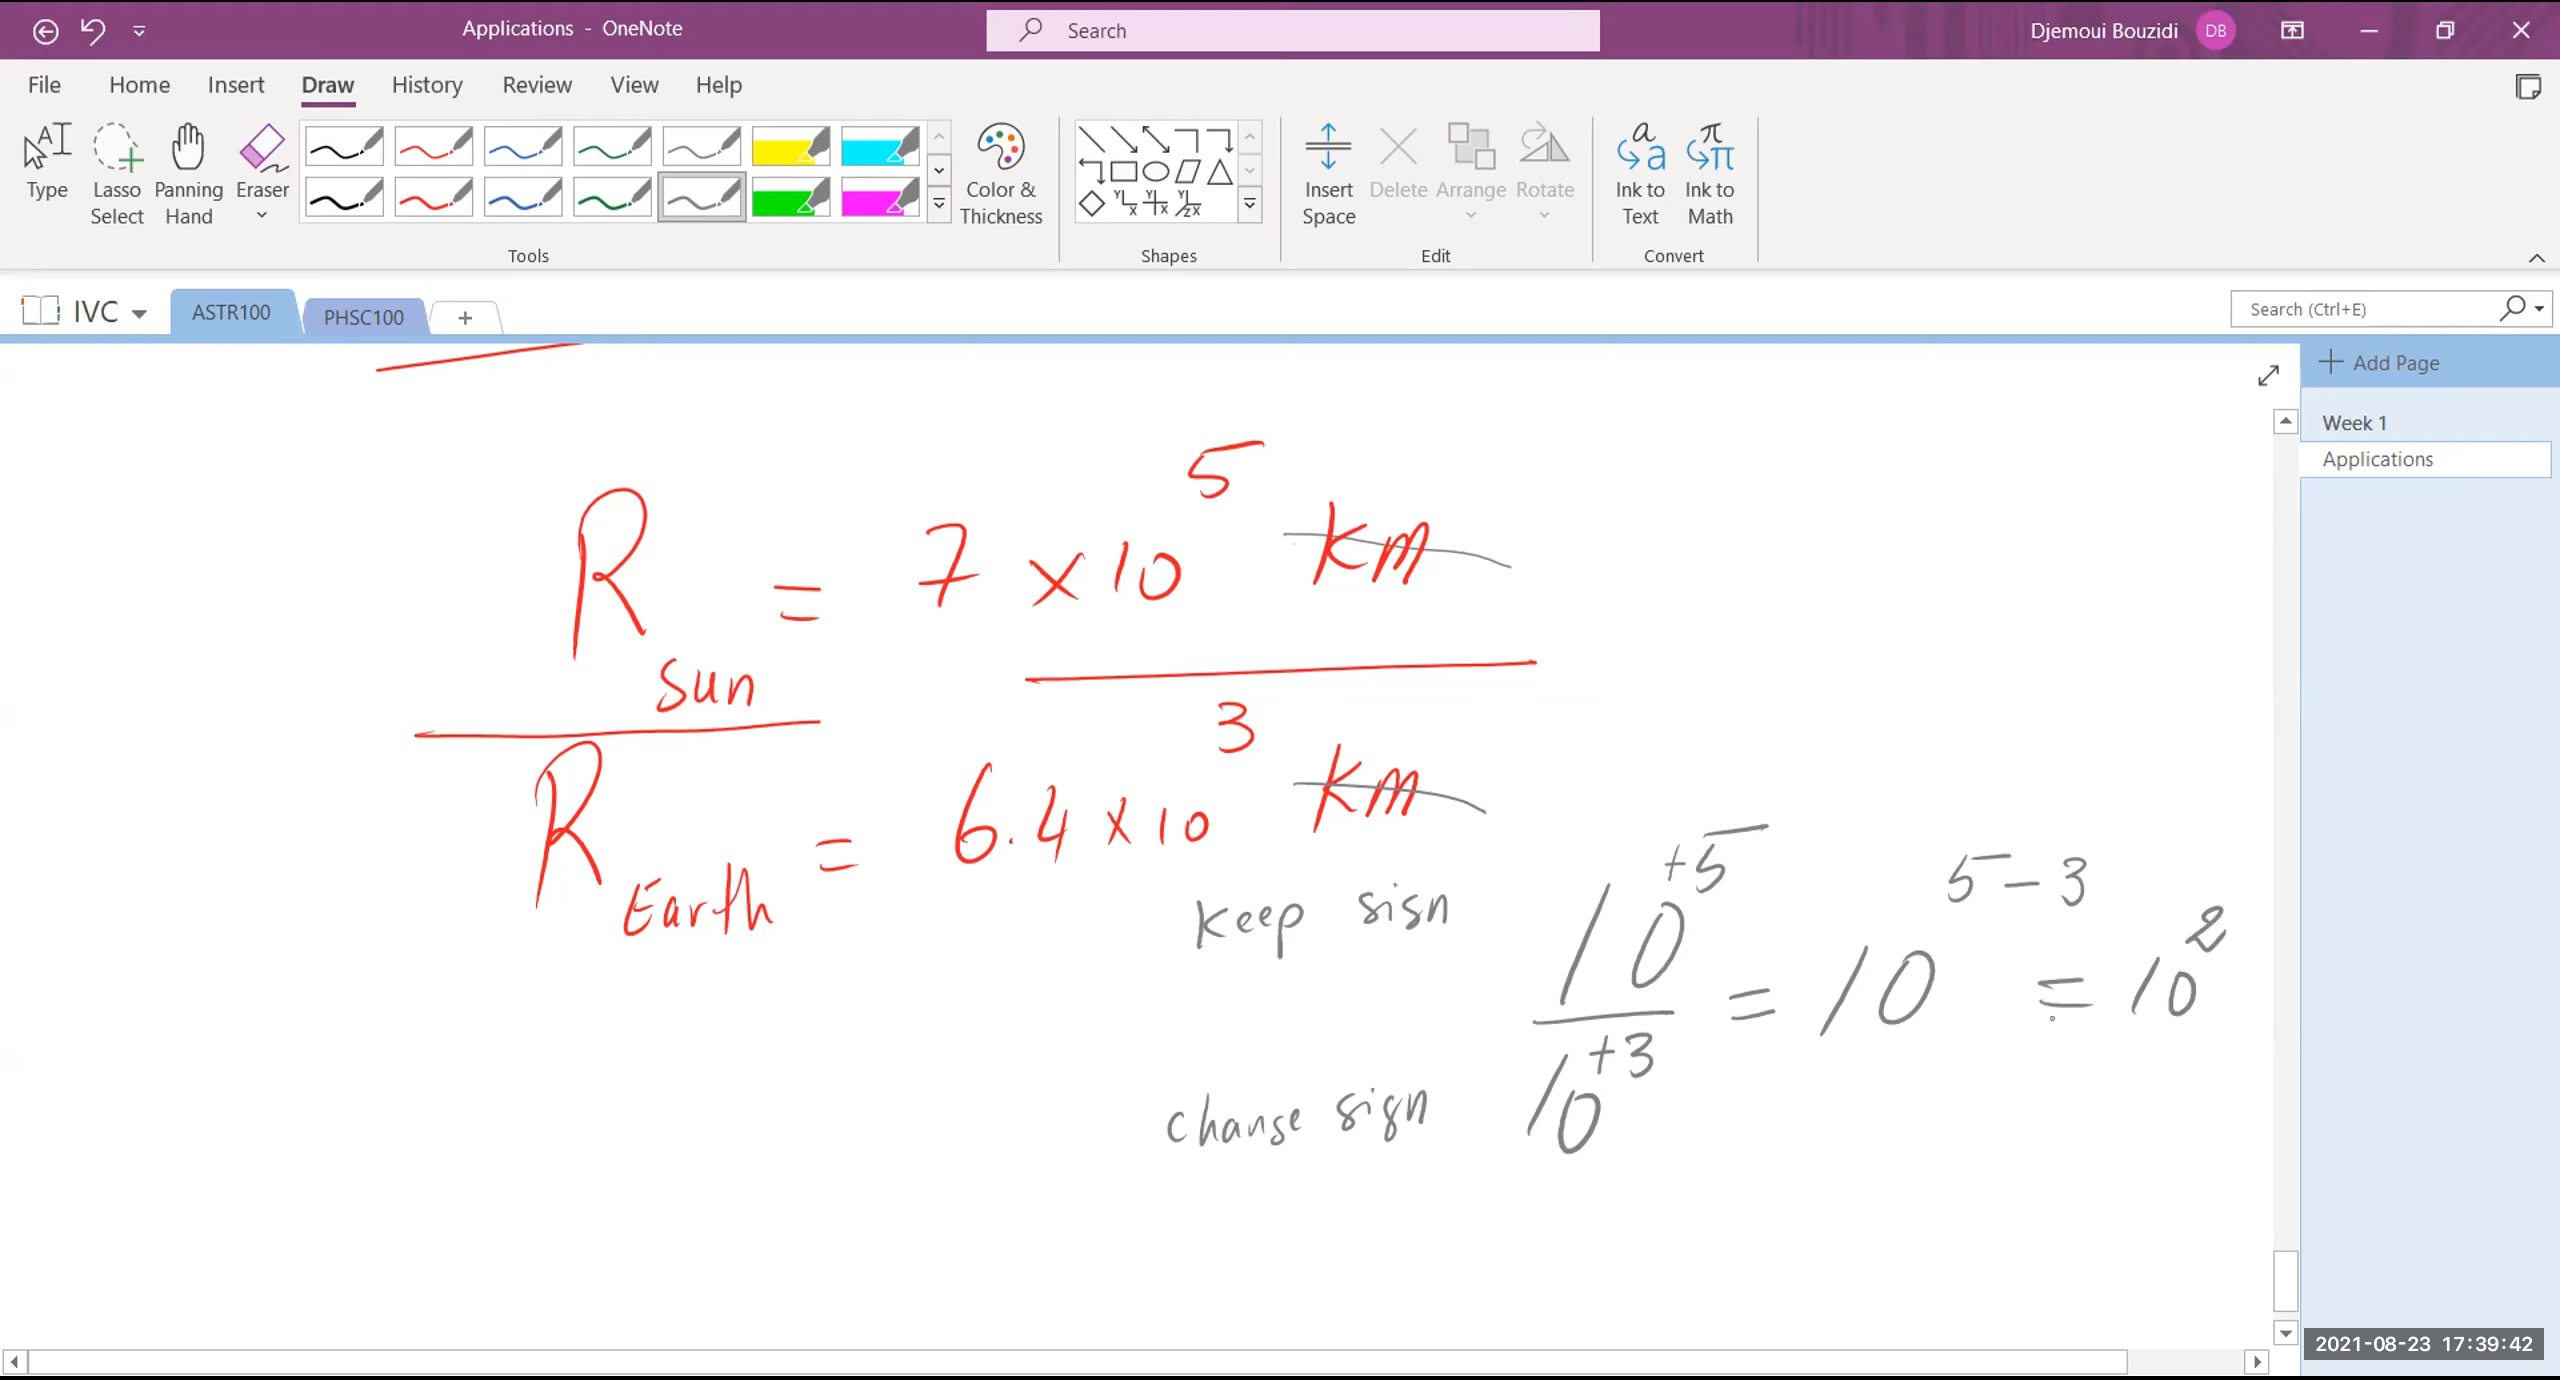 Applications - OneNote
Search
Djemoui Bouzidi DB
File Home Insert Draw History Review View Help
Type
Lasso Select
Panning Hand
Eraser
Color & Thickness
Insert Space
Delete
Arrange
Rotate
Ink to Text
Ink to Math
Tools
Shapes
Edit
Convert
IVC
ASTR100
PHSC100
+
Search (Ctrl+E)
Add Page
Week 1
Applications
R sun = 7 × 10^5 km
R Earth = 6.4 × 10^3 km
keep sign
10^+5 / 10^+3 = 10^5-3 = 10^2
change sign
2021-08-23 17:39:42